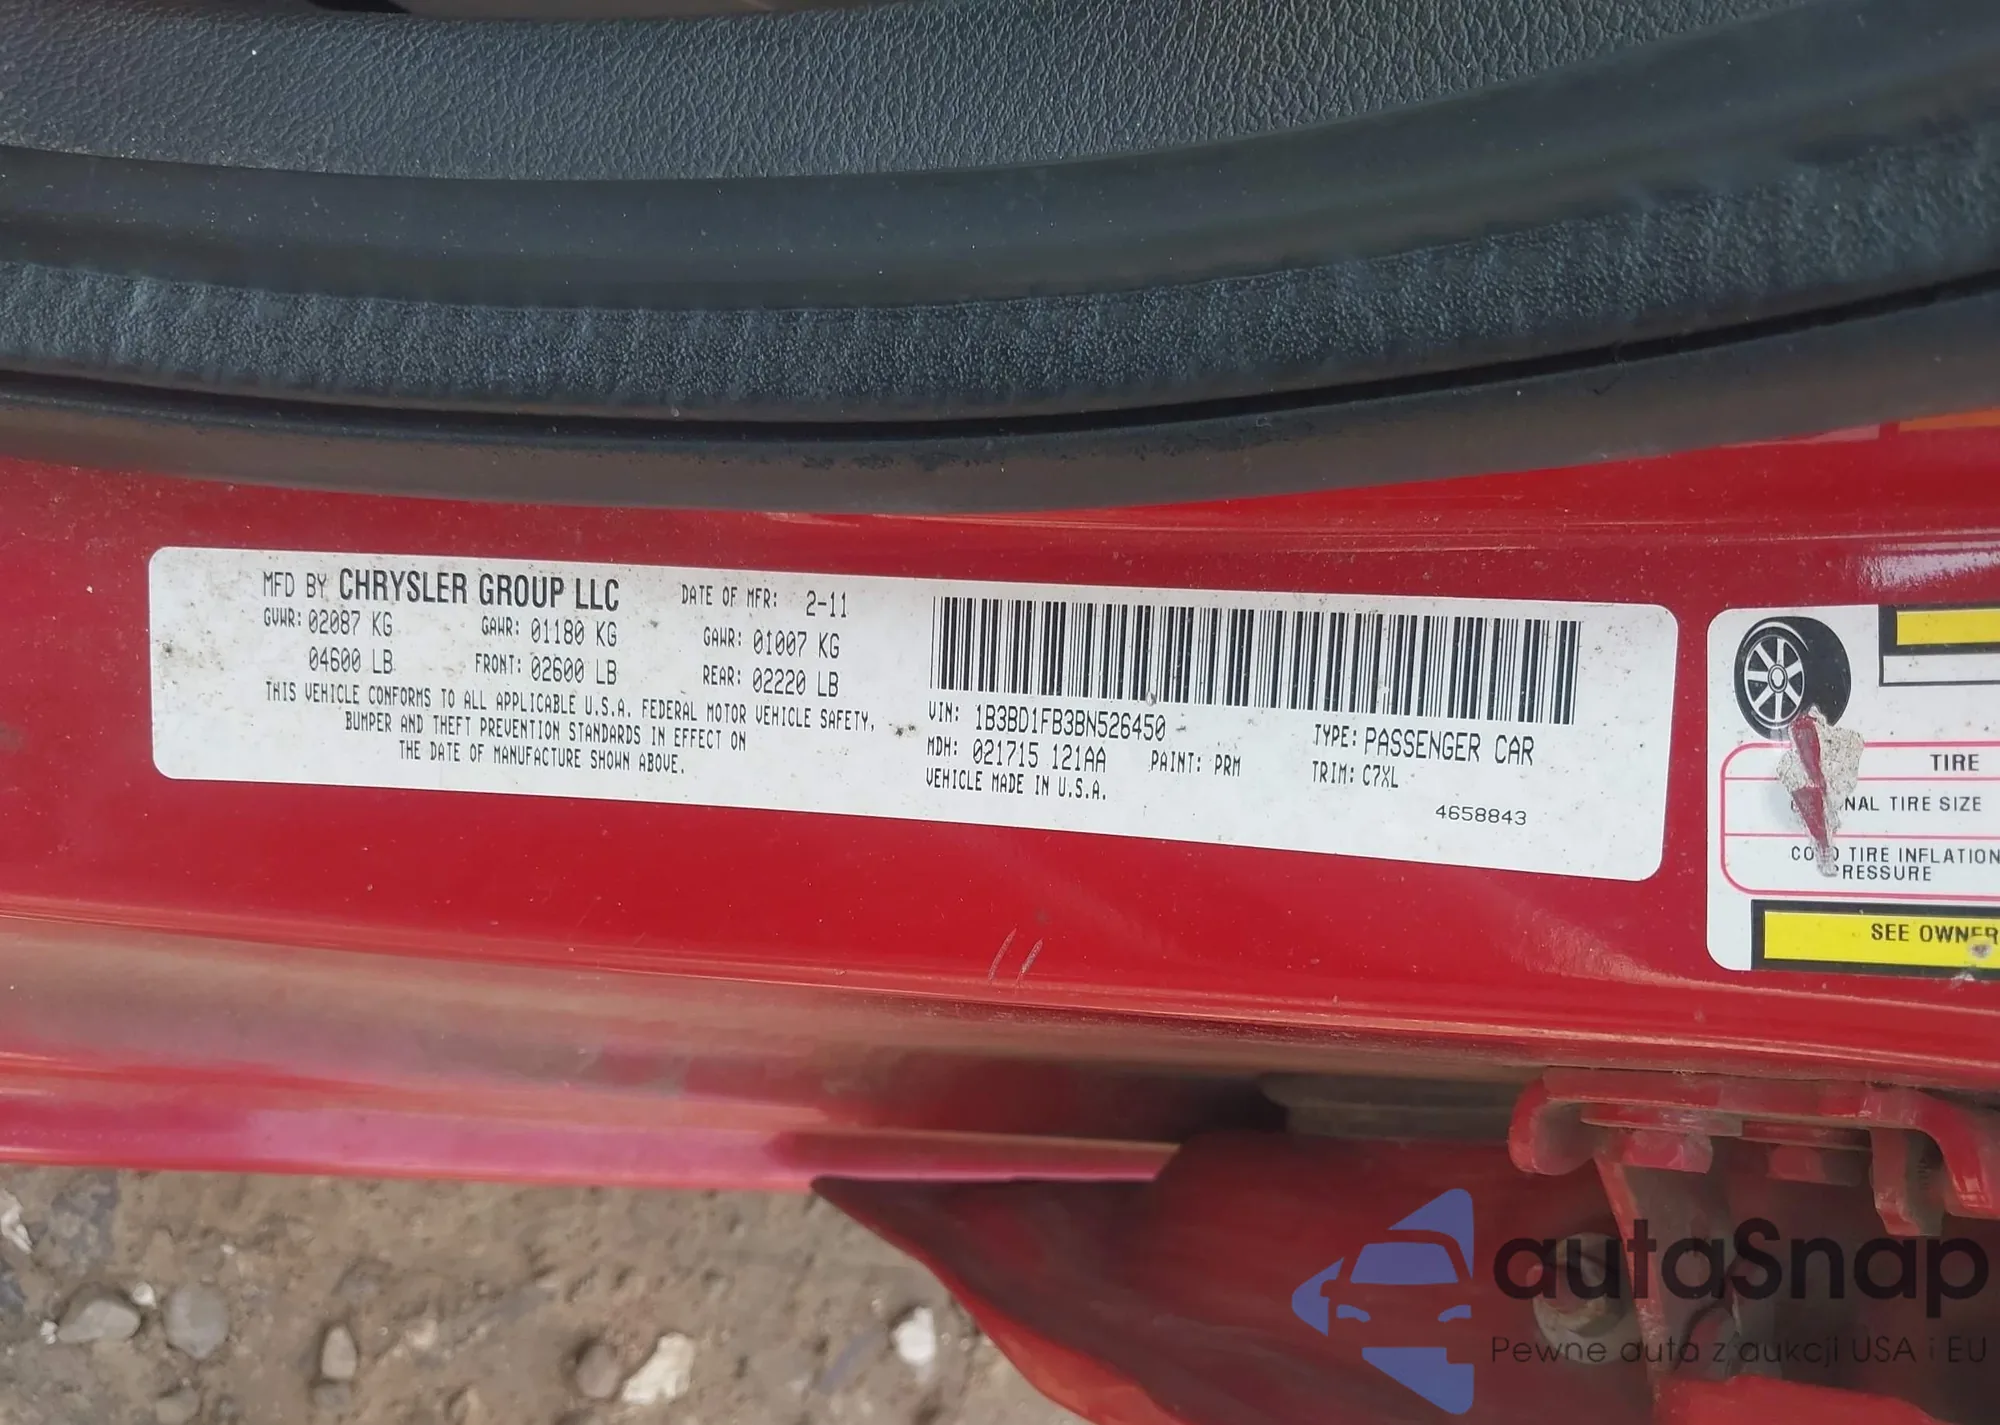 MFD BY CHRYSLER GROUP LLC DATE OF MFR: 2-11
GVWR: 02087 KG GAWR: 01180 KG GAWR: 01007 KG
04600 LB FRONT: 02600 LB REAR: 02220 LB
THIS VEHICLE CONFORMS TO ALL APPLICABLE U.S.A. FEDERAL MOTOR VEHICLE SAFETY,
BUMPER AND THEFT PREVENTION STANDARDS IN EFFECT ON
THE DATE OF MANUFACTURE SHOWN ABOVE.
VIN: 1B3BD1FB3BN526450 TYPE: PASSENGER CAR
MDH: 021715 121AA PAINT: PRM TRIM: C7XL
VEHICLE MADE IN U.S.A.
4658843
TIRE
NAL TIRE SIZE
TIRE INFLATION
PRESSURE
SEE OWNER
autaSnap
Pewne auta z aukcji USA i EU